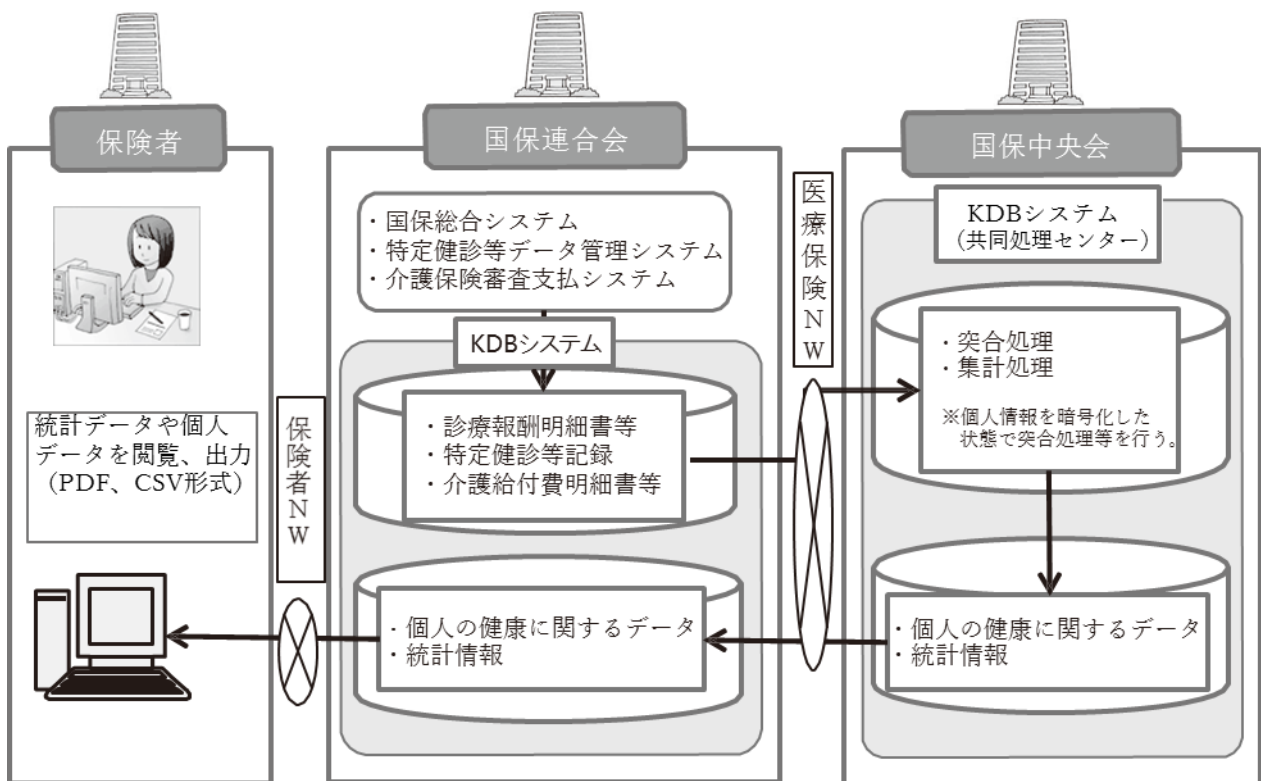 保険者
統計データや個人
データを閲覧、出力
(PDF、CSV形式)
保険者NW
国保連合会
・国保総合システム
・特定健診等データ管理システム
・介護保険審査支払システム
KDBシステム
・診療報酬明細書等
・特定健診等記録
・介護給付費明細書等
・個人の健康に関するデータ
・統計情報
医療保険NW
国保中央会
KDBシステム
(共同処理センター)
・突合処理
・集計処理
※個人情報を暗号化した
状態で突合処理等を行う。
・個人の健康に関するデータ
・統計情報